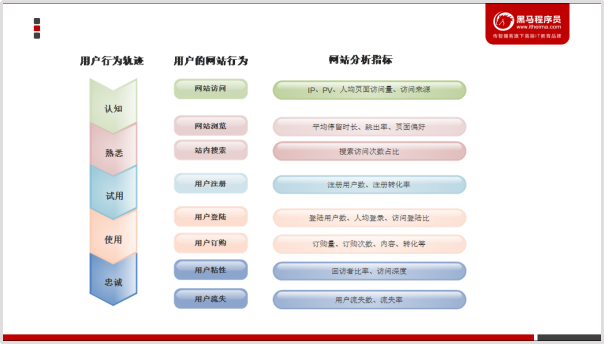 黑马程序员
www.itheima.com
传智播客旗下高端IT教育品牌
用户行为轨迹 用户的网站行为 网站分析指标
认知 网站访问 IP、PV、人均页面访问量、访问来源
熟悉 网站浏览 平均停留时长、跳出率、页面偏好
站内搜索 搜索访问次数占比
试用 用户注册 注册用户数、注册转化率
使用 用户登陆 登陆用户数、人均登录、访问登陆比
用户订购 订购量、订购次数、内容、转化等
忠诚 用户粘性 回访者比率、访问深度
用户流失 用户流失数、流失率